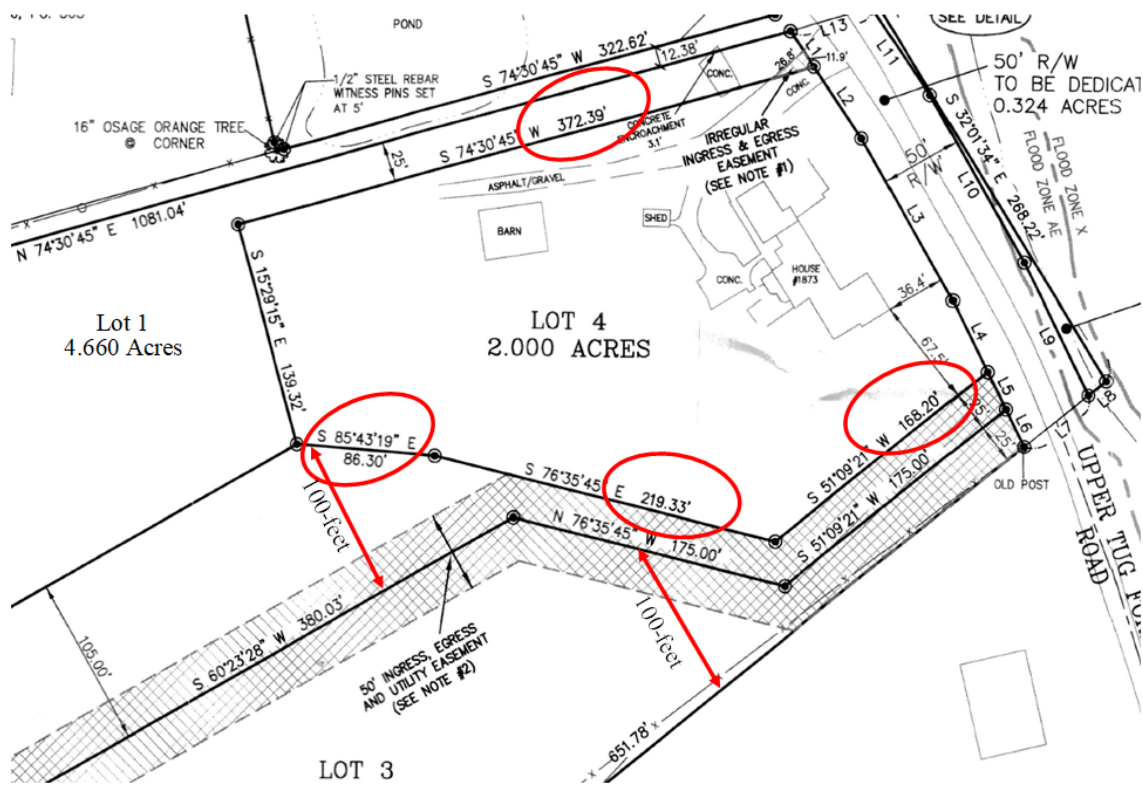 POND
SEE DETAIL
L13
L11
S 74°30'45" W 322.62'
12.38'
L1
11.9'
26.8'
CONC.
CONC.
50' R/W
TO BE DEDICAT
0.324 ACRES
1/2" STEEL REBAR
WITNESS PINS SET
AT 5'
16" OSAGE ORANGE TREE
@ CORNER
S 74°30'45" W 372.39'
CONCRETE
ENCROACHMENT
3.1'
L2
IRREGULAR
INGRESS & EGRESS
EASEMENT
(SEE NOTE #1)
50'
R/W
S 32°01'34" E 268.22'
FLOOD ZONE X
FLOOD ZONE AE
25'
ASPHALT/GRAVEL
L10
L3
N 74°30'45" E 1081.04'
BARN
SHED
CONC.
HOUSE
#1873
36.4'
S 15°29'15" E 139.32'
Lot 1
4.660 Acres
LOT 4
2.000 ACRES
L4
L9
67.5'
L5
L8
25'
L6
25'
S 85°43'19" E
86.30'
S 51°09'21" W 168.20'
S 76°35'45" E 219.33'
S 51°09'21" W 175.00'
N 76°35'45" W 175.00'
OLD POST
UPPER TUG FOR
ROAD
100-feet
100-feet
105.00'
S 60°23'28" W 380.03'
50' INGRESS, EGRESS
AND UTILITY EASEMENT
(SEE NOTE #2)
651.78'
LOT 3